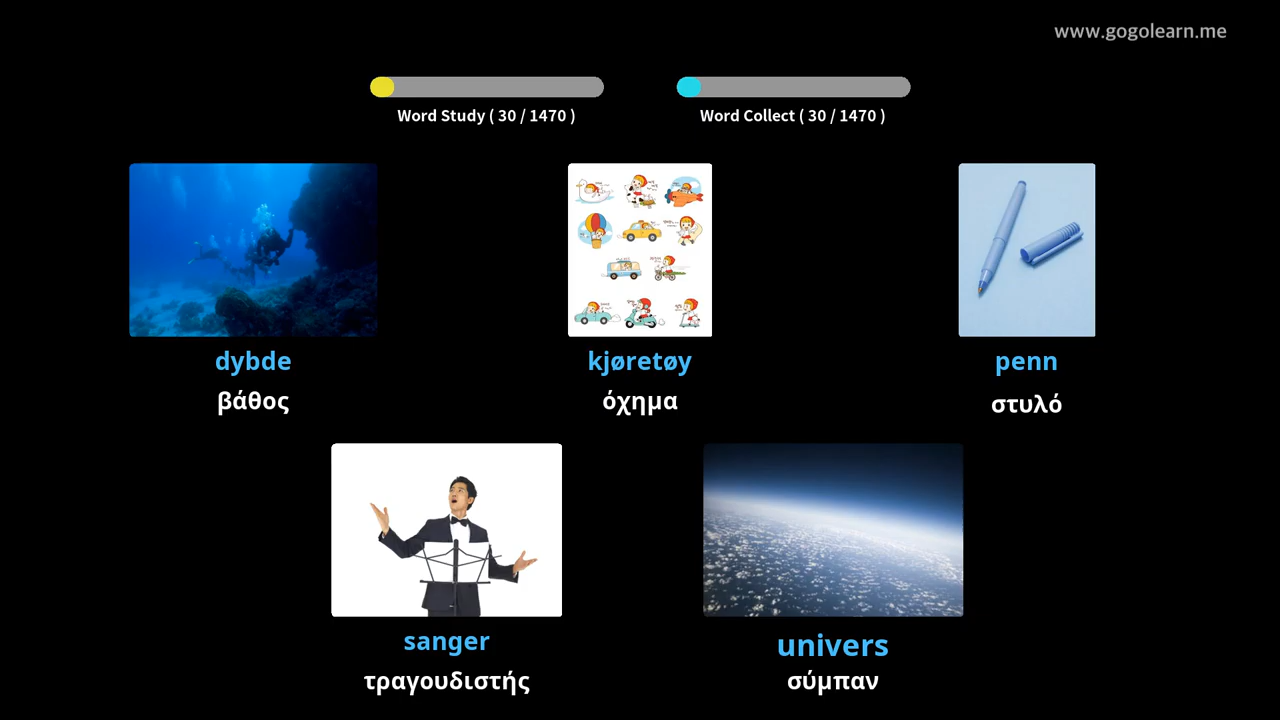 www.gogolearn.me
Word Study ( 30 / 1470 )
Word Collect ( 30 / 1470 )
dybde
βάθος
kjøretøy
όχημα
penn
στυλό
sanger
τραγουδιστής
univers
σύμπαν